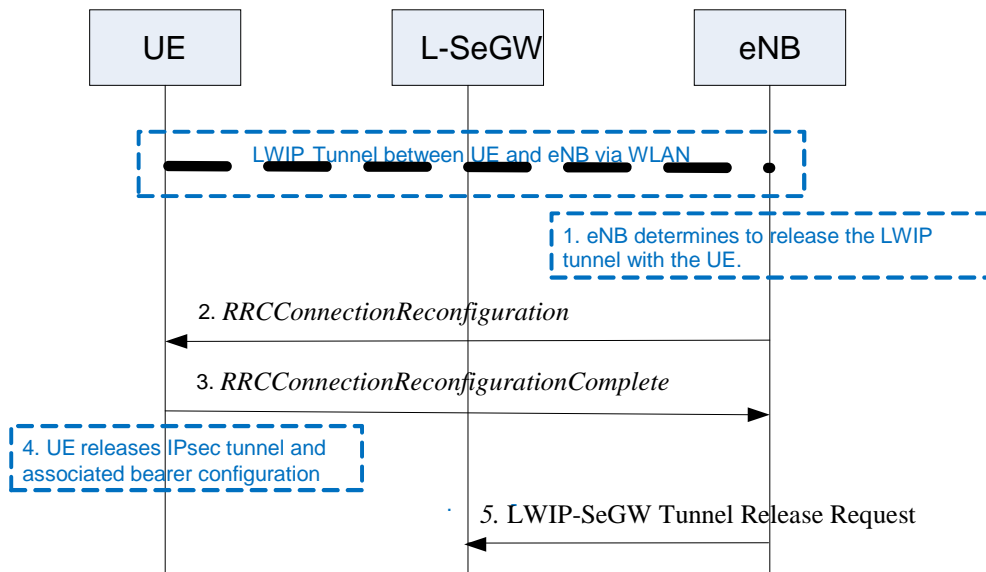 UE
L-SeGW
eNB
LWIP Tunnel between UE and eNB via WLAN
1. eNB determines to release the LWIP
tunnel with the UE.
2. RRCConnectionReconfiguration
3. RRCConnectionReconfigurationComplete
4. UE releases IPsec tunnel and
associated bearer configuration
5. LWIP-SeGW Tunnel Release Request